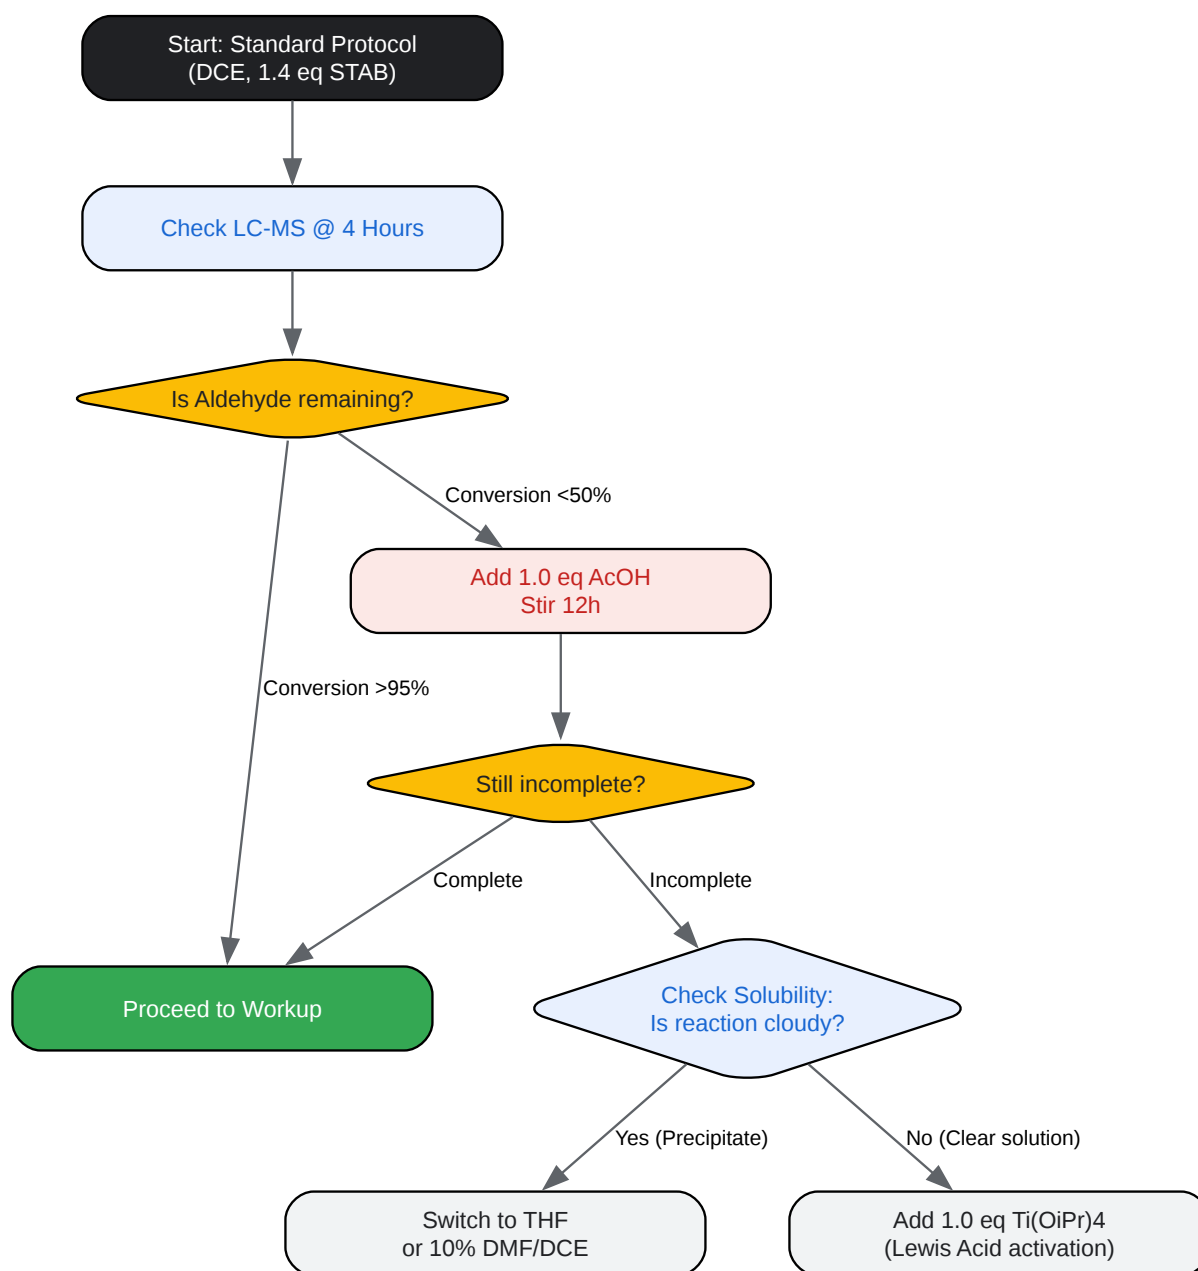 Start: Standard Protocol
(DCE, 1.4 eq STAB)
Check LC-MS @ 4 Hours
Is Aldehyde remaining?
Conversion <50%
Add 1.0 eq AcOH
Stir 12h
Conversion >95%
Still incomplete?
Complete
Incomplete
Proceed to Workup
Check Solubility:
Is reaction cloudy?
Yes (Precipitate)
No (Clear solution)
Switch to THF
or 10% DMF/DCE
Add 1.0 eq Ti(OiPr)4
(Lewis Acid activation)